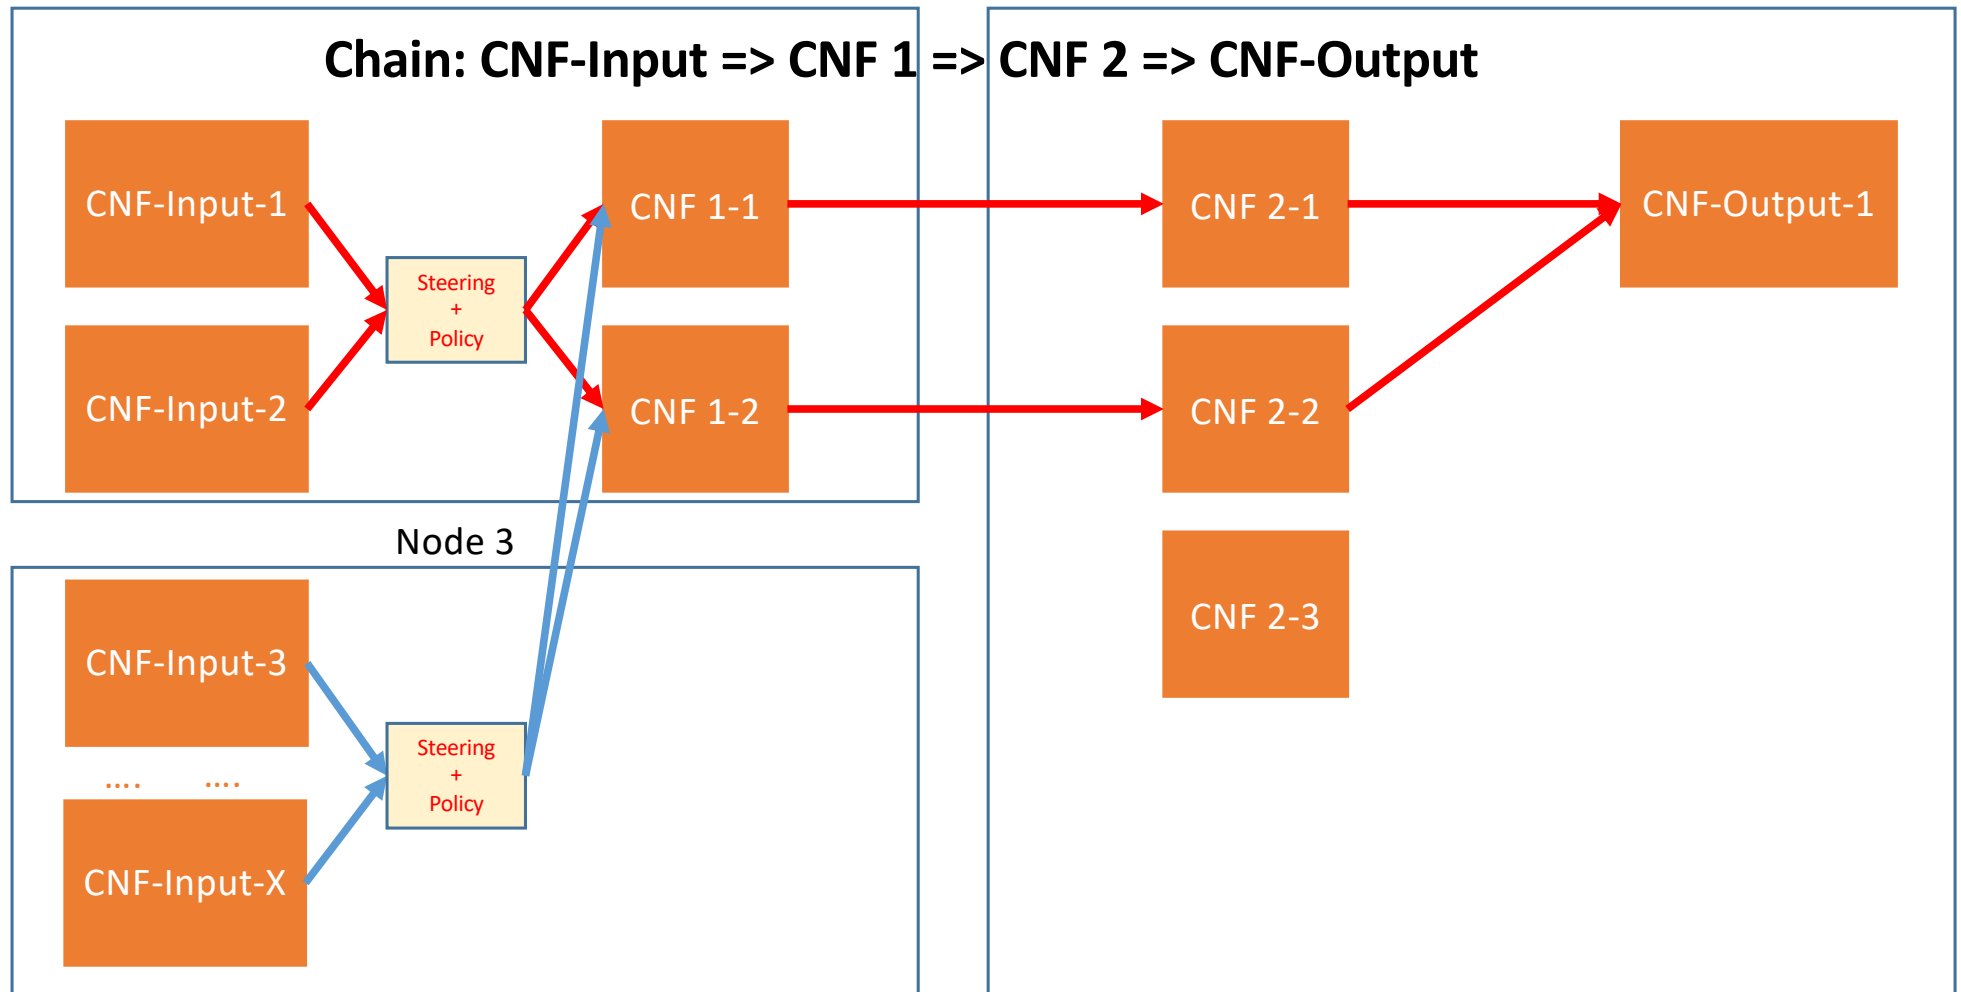 Chain: CNF-Input => CNF 1 => CNF 2 => CNF-Output
CNF-Input-1
CNF 1-1
CNF 2-1
CNF-Output-1
Steering
+
Policy
CNF-Input-2
CNF 1-2
CNF 2-2
Node 3
CNF 2-3
CNF-Input-3
Steering
+
Policy
.... ....
CNF-Input-X